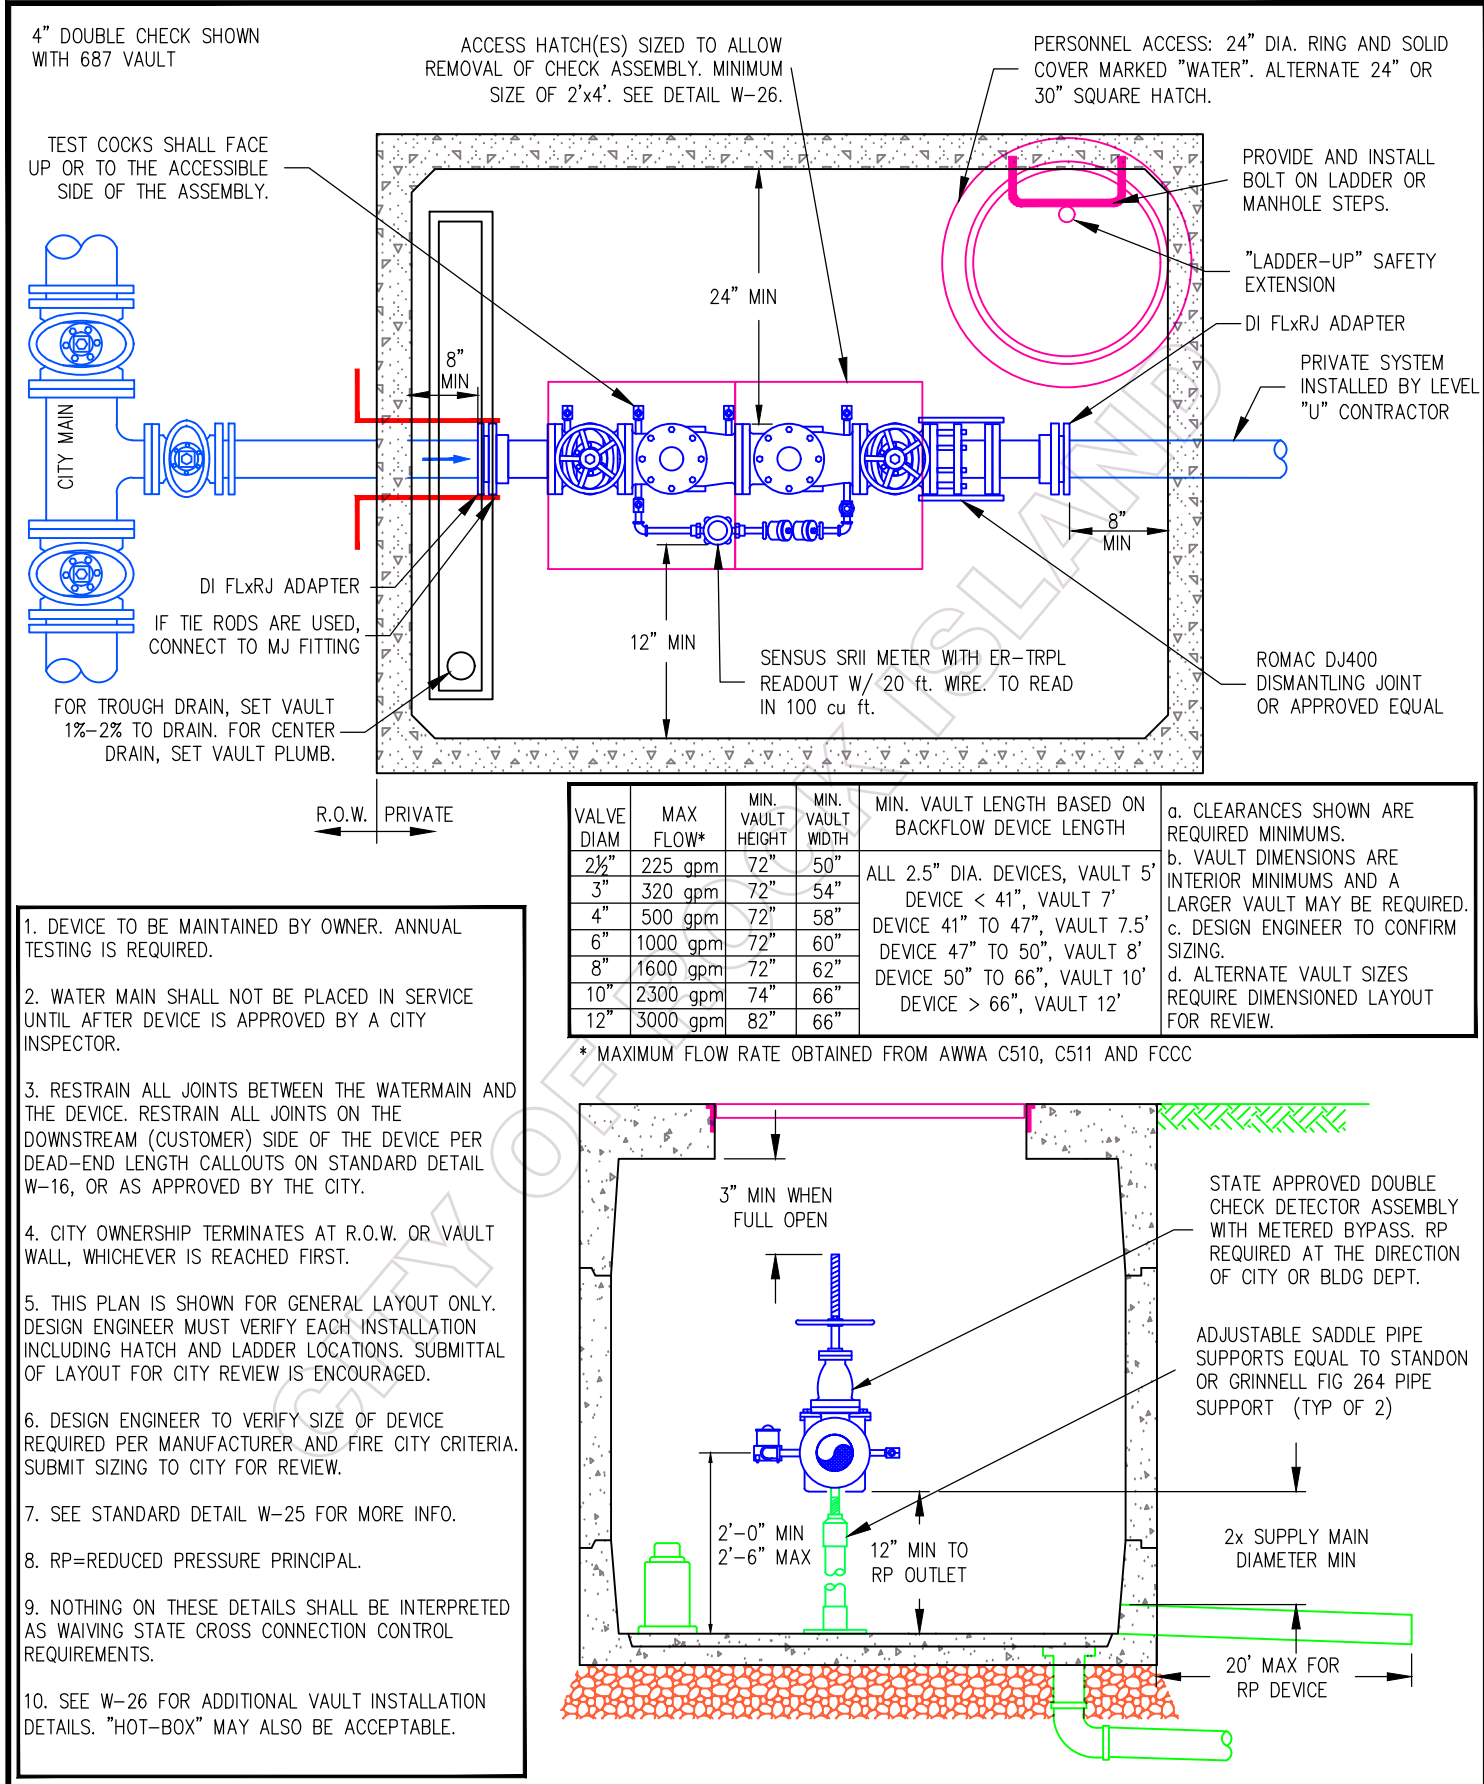 4" DOUBLE CHECK SHOWN
WITH 687 VAULT
ACCESS HATCH(ES) SIZED TO ALLOW
REMOVAL OF CHECK ASSEMBLY. MINIMUM
SIZE OF 2'x4'. SEE DETAIL W-26.
PERSONNEL ACCESS: 24" DIA. RING AND SOLID
COVER MARKED "WATER". ALTERNATE 24" OR
30" SQUARE HATCH.
TEST COCKS SHALL FACE
UP OR TO THE ACCESSIBLE
SIDE OF THE ASSEMBLY.
PROVIDE AND INSTALL
BOLT ON LADDER OR
MANHOLE STEPS.
"LADDER-UP" SAFETY
EXTENSION
DI FLxRJ ADAPTER
PRIVATE SYSTEM
INSTALLED BY LEVEL
"U" CONTRACTOR
24" MIN
8"
MIN
CITY MAIN
8"
MIN
DI FLxRJ ADAPTER
IF TIE RODS ARE USED,
CONNECT TO MJ FITTING
12" MIN
SENSUS SRII METER WITH ER-TRPL
READOUT W/ 20 ft. WIRE. TO READ
IN 100 cu ft.
ROMAC DJ400
DISMANTLING JOINT
OR APPROVED EQUAL
FOR TROUGH DRAIN, SET VAULT
1%-2% TO DRAIN. FOR CENTER
DRAIN, SET VAULT PLUMB.
R.O.W. PRIVATE
VALVE DIAM MAX FLOW* MIN. VAULT HEIGHT MIN. VAULT WIDTH
2½" 225 gpm 72" 50"
3" 320 gpm 72" 54"
4" 500 gpm 72" 58"
6" 1000 gpm 72" 60"
8" 1600 gpm 72" 62"
10" 2300 gpm 74" 66"
12" 3000 gpm 82" 66"
MIN. VAULT LENGTH BASED ON
BACKFLOW DEVICE LENGTH
ALL 2.5" DIA. DEVICES, VAULT 5'
DEVICE < 41", VAULT 7'
DEVICE 41" TO 47", VAULT 7.5'
DEVICE 47" TO 50", VAULT 8'
DEVICE 50" TO 66", VAULT 10'
DEVICE > 66", VAULT 12'
a. CLEARANCES SHOWN ARE
REQUIRED MINIMUMS.
b. VAULT DIMENSIONS ARE
INTERIOR MINIMUMS AND A
LARGER VAULT MAY BE REQUIRED.
c. DESIGN ENGINEER TO CONFIRM
SIZING.
d. ALTERNATE VAULT SIZES
REQUIRE DIMENSIONED LAYOUT
FOR REVIEW.
* MAXIMUM FLOW RATE OBTAINED FROM AWWA C510, C511 AND FCCC
1. DEVICE TO BE MAINTAINED BY OWNER. ANNUAL
TESTING IS REQUIRED.
2. WATER MAIN SHALL NOT BE PLACED IN SERVICE
UNTIL AFTER DEVICE IS APPROVED BY A CITY
INSPECTOR.
3. RESTRAIN ALL JOINTS BETWEEN THE WATERMAIN AND
THE DEVICE. RESTRAIN ALL JOINTS ON THE
DOWNSTREAM (CUSTOMER) SIDE OF THE DEVICE PER
DEAD-END LENGTH CALLOUTS ON STANDARD DETAIL
W-16, OR AS APPROVED BY THE CITY.
4. CITY OWNERSHIP TERMINATES AT R.O.W. OR VAULT
WALL, WHICHEVER IS REACHED FIRST.
5. THIS PLAN IS SHOWN FOR GENERAL LAYOUT ONLY.
DESIGN ENGINEER MUST VERIFY EACH INSTALLATION
INCLUDING HATCH AND LADDER LOCATIONS. SUBMITTAL
OF LAYOUT FOR CITY REVIEW IS ENCOURAGED.
6. DESIGN ENGINEER TO VERIFY SIZE OF DEVICE
REQUIRED PER MANUFACTURER AND FIRE CITY CRITERIA.
SUBMIT SIZING TO CITY FOR REVIEW.
7. SEE STANDARD DETAIL W-25 FOR MORE INFO.
8. RP=REDUCED PRESSURE PRINCIPAL.
9. NOTHING ON THESE DETAILS SHALL BE INTERPRETED
AS WAIVING STATE CROSS CONNECTION CONTROL
REQUIREMENTS.
10. SEE W-26 FOR ADDITIONAL VAULT INSTALLATION
DETAILS. "HOT-BOX" MAY ALSO BE ACCEPTABLE.
3" MIN WHEN
FULL OPEN
STATE APPROVED DOUBLE
CHECK DETECTOR ASSEMBLY
WITH METERED BYPASS. RP
REQUIRED AT THE DIRECTION
OF CITY OR BLDG DEPT.
ADJUSTABLE SADDLE PIPE
SUPPORTS EQUAL TO STANDON
OR GRINNELL FIG 264 PIPE
SUPPORT (TYP OF 2)
2'-0" MIN
2'-6" MAX
12" MIN TO
RP OUTLET
2x SUPPLY MAIN
DIAMETER MIN
20' MAX FOR
RP DEVICE
CITY OF ROCK ISLAND